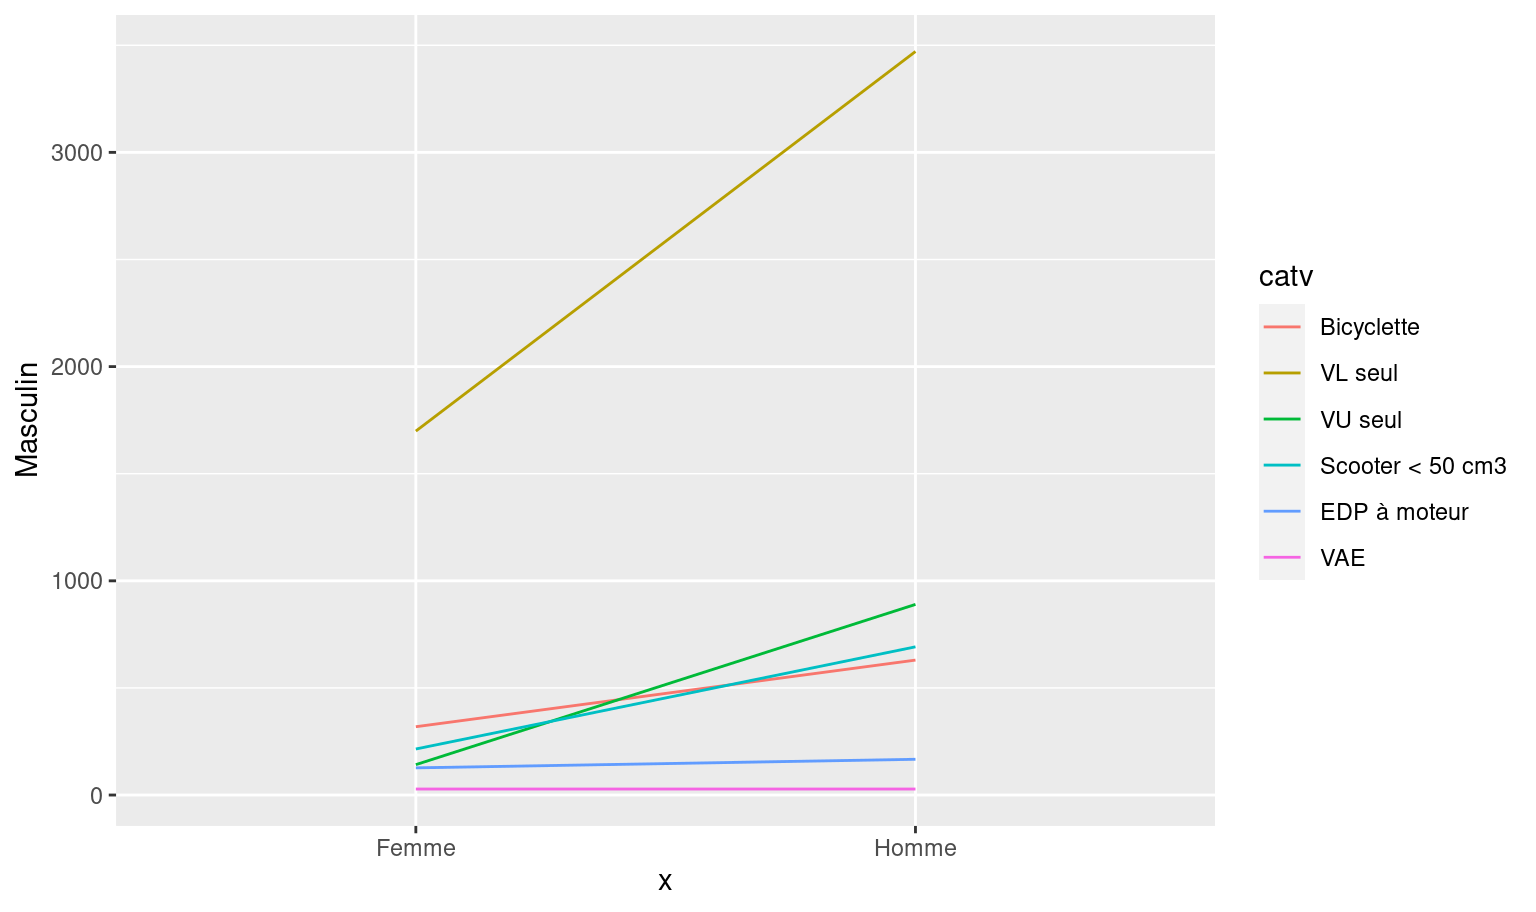 Masculin
3000
2000
1000
0
Femme
Homme
x
catv
Bicyclette
VL seul
VU seul
Scooter < 50 cm3
EDP à moteur
VAE